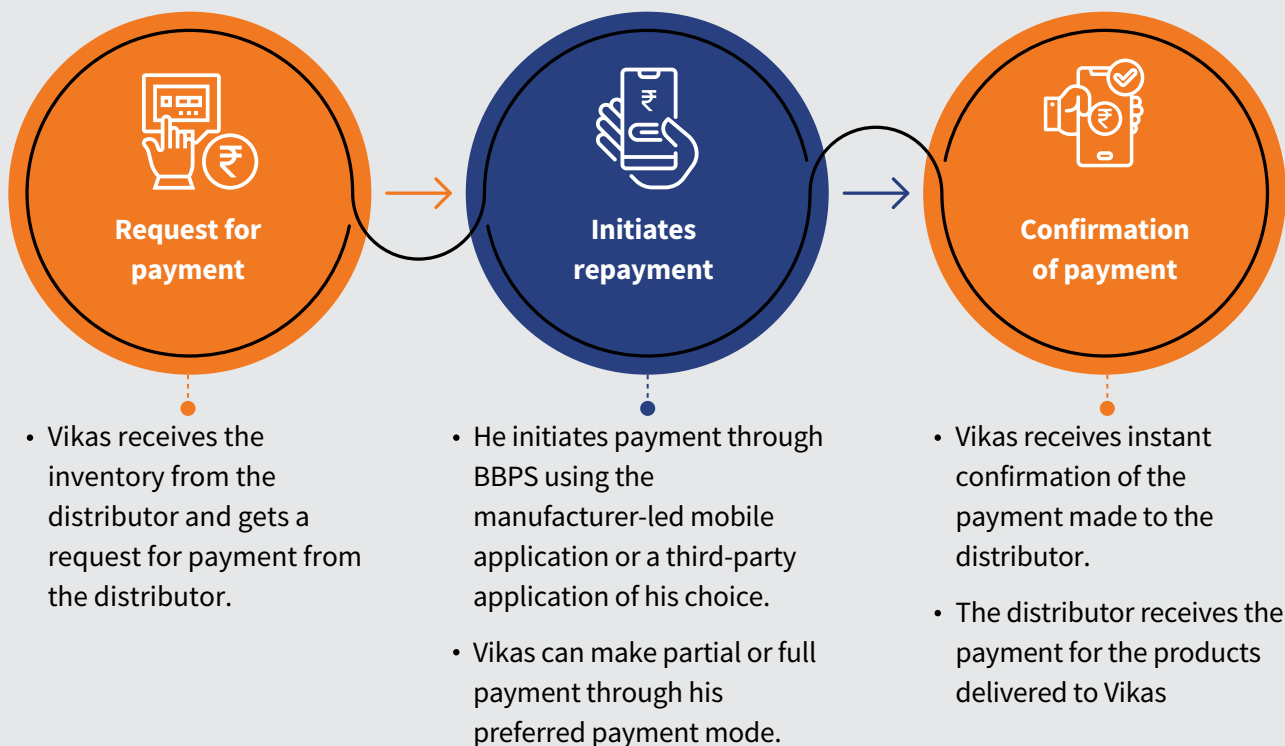 ₹
Request for
payment
• Vikas receives the
inventory from the
distributor and gets a
request for payment from
the distributor.
₹
Initiates
repayment
• He initiates payment through
BBPS using the
manufacturer-led mobile
application or a third-party
application of his choice.
• Vikas can make partial or full
payment through his
preferred payment mode.
₹
Confirmation
of payment
• Vikas receives instant
confirmation of the
payment made to the
distributor.
• The distributor receives the
payment for the products
delivered to Vikas